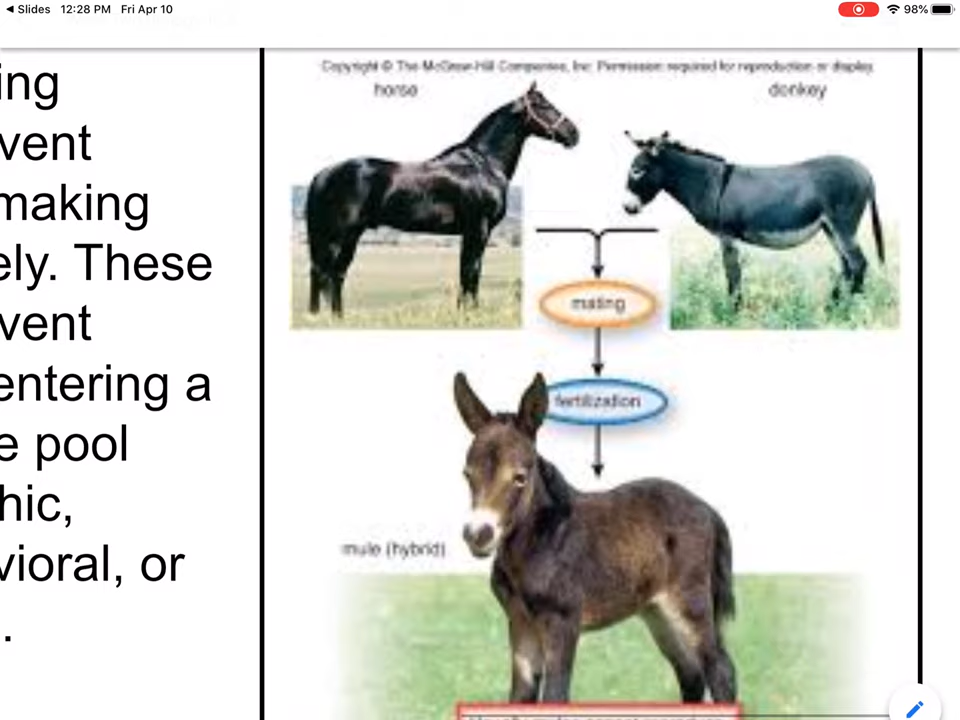 Slides 12:28 PM Fri Apr 10 98%
ing
vent
making
ely. These
vent
entering a
e pool
hic,
vioral, or
.
Copyright © The McGraw-Hill Companies, Inc. Permission required for reproduction or display.
horse
donkey
mating
fertilization
mule (hybrid)